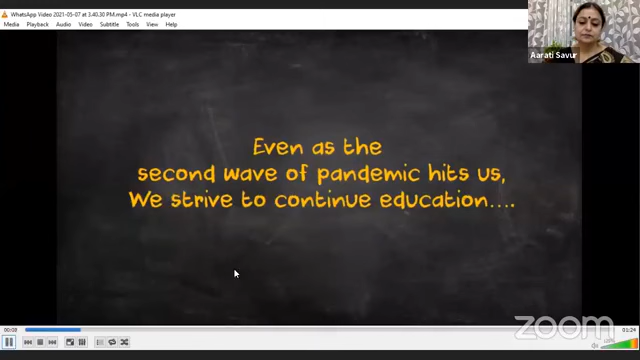 WhatsApp Video 2021-05-07 at 3.40.30 PM.mp4 - VLC media player
Media Playback Audio Video Subtitle Tools View Help
Aarati Savur
Even as the
second wave of pandemic hits us,
We strive to continue education....
00:08
01:24
zoom